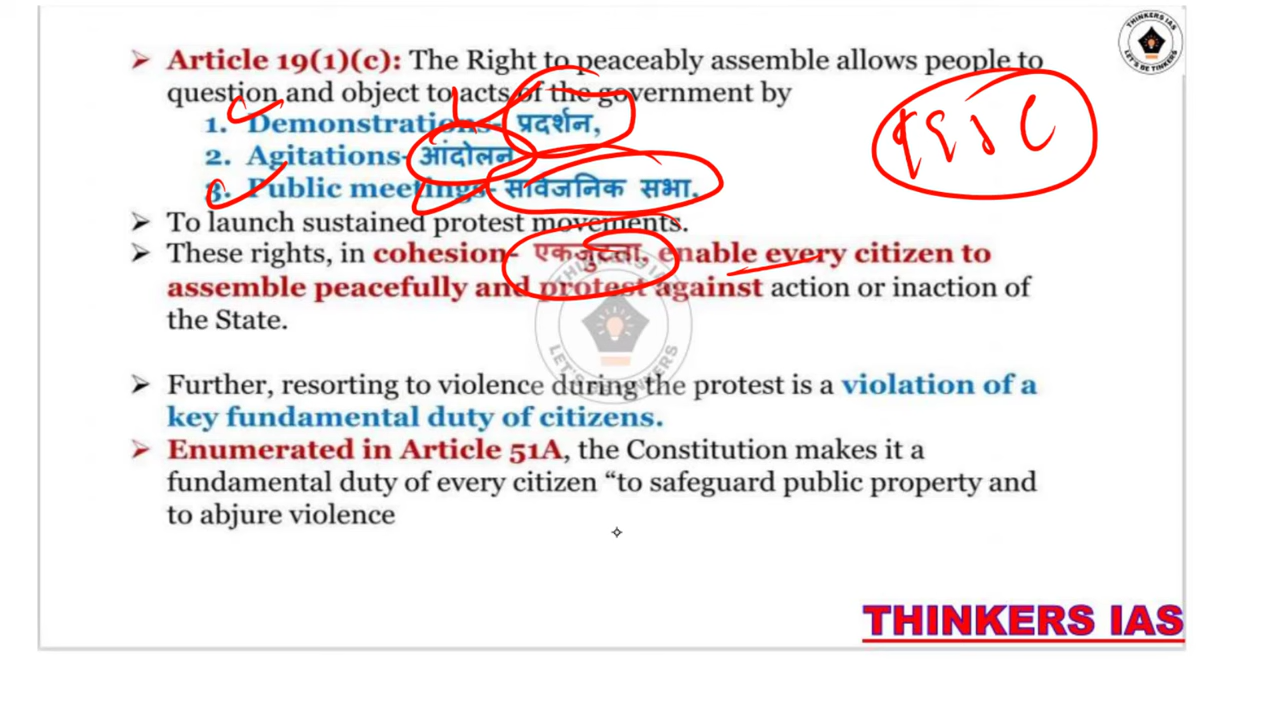 ➢ Article 19(1)(c): The Right to peaceably assemble allows people to
question and object to acts of the government by
1. Demonstrations- प्रदर्शन,
2. Agitations- आंदोलन
3. Public meetings- सार्वजनिक सभा.
➢ To launch sustained protest movements.
➢ These rights, in cohesion- एकजुट्ता, enable every citizen to
assemble peacefully and protest against action or inaction of
the State.
➢ Further, resorting to violence during the protest is a violation of a
key fundamental duty of citizens.
➢ Enumerated in Article 51A, the Constitution makes it a
fundamental duty of every citizen “to safeguard public property and
to abjure violence
THINKERS IAS
THINKERS IAS
LET'S BE TINKERS
THINKERS IAS
LET'S BE TINKERS